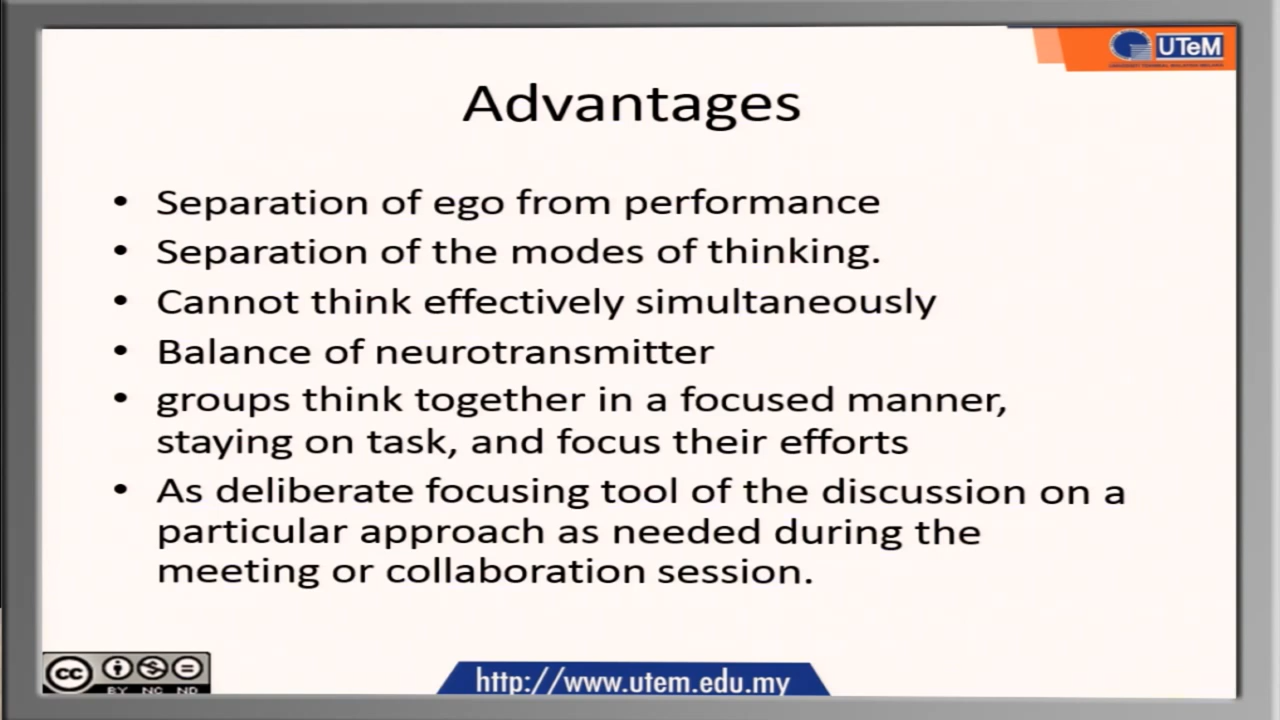 UTeM
Advantages
• Separation of ego from performance
• Separation of the modes of thinking.
• Cannot think effectively simultaneously
• Balance of neurotransmitter
• groups think together in a focused manner,
staying on task, and focus their efforts
• As deliberate focusing tool of the discussion on a
particular approach as needed during the
meeting or collaboration session.
cc
BY NC ND
http://www.utem.edu.my